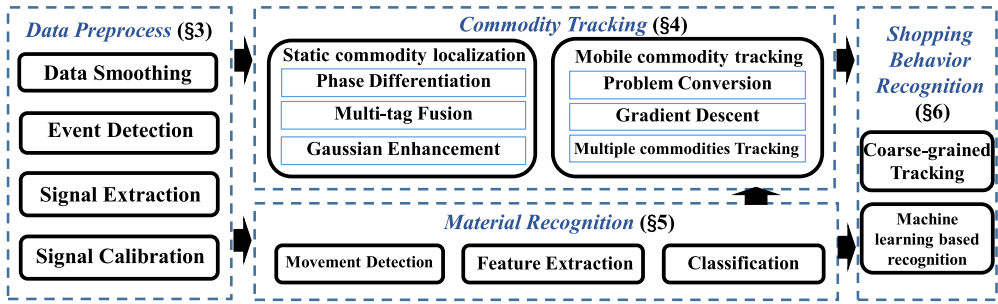 Data Preprocess (§3)
Data Smoothing
Event Detection
Signal Extraction
Signal Calibration
Commodity Tracking (§4)
Static commodity localization
Phase Differentiation
Multi-tag Fusion
Gaussian Enhancement
Mobile commodity tracking
Problem Conversion
Gradient Descent
Multiple commodities Tracking
Material Recognition (§5)
Movement Detection
Feature Extraction
Classification
Shopping
Behavior
Recognition
(§6)
Coarse-grained
Tracking
Machine
learning based
recognition